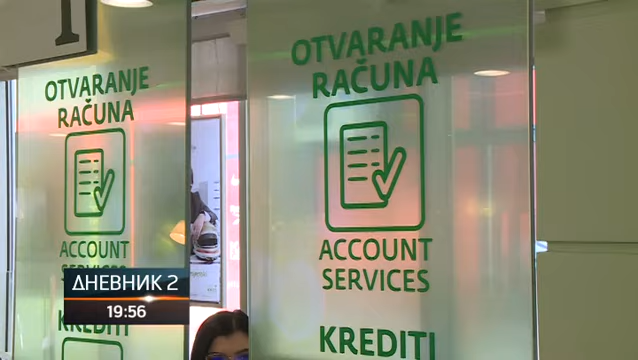 OTVARANJE
RAČUNA
ACCOUNT
SERVICES
KREDITI
OTVARANJE
RAČUNA
ACCOUNT
KREDITI
ДНЕВНИК 2
19:56